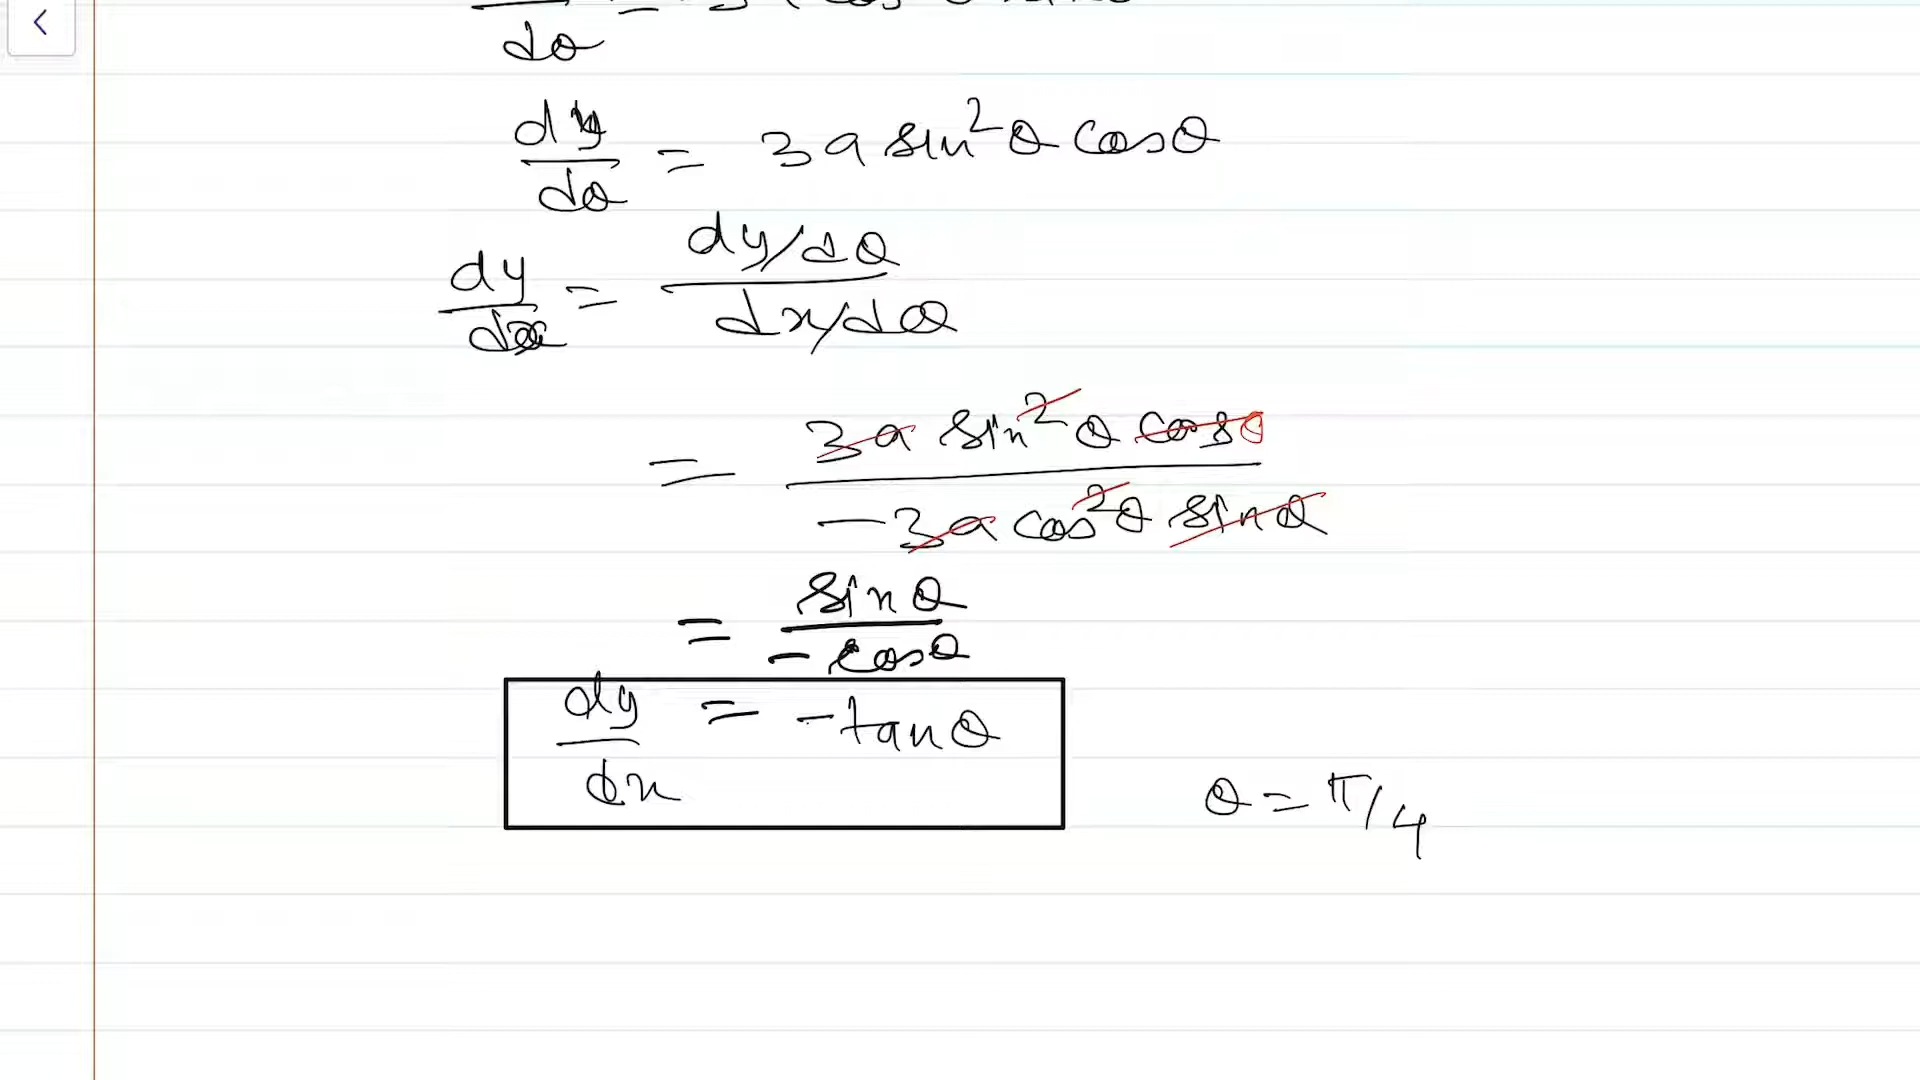 dθ
dy/dθ = 3a sin²θ cosθ
dy/dx = (dy/dθ)/(dx/dθ)
= (3a sin²θ cosθ)/(-3a cos²θ sinθ)
= sinθ/(-cosθ)
dy/dx = -tanθ
θ = π/4